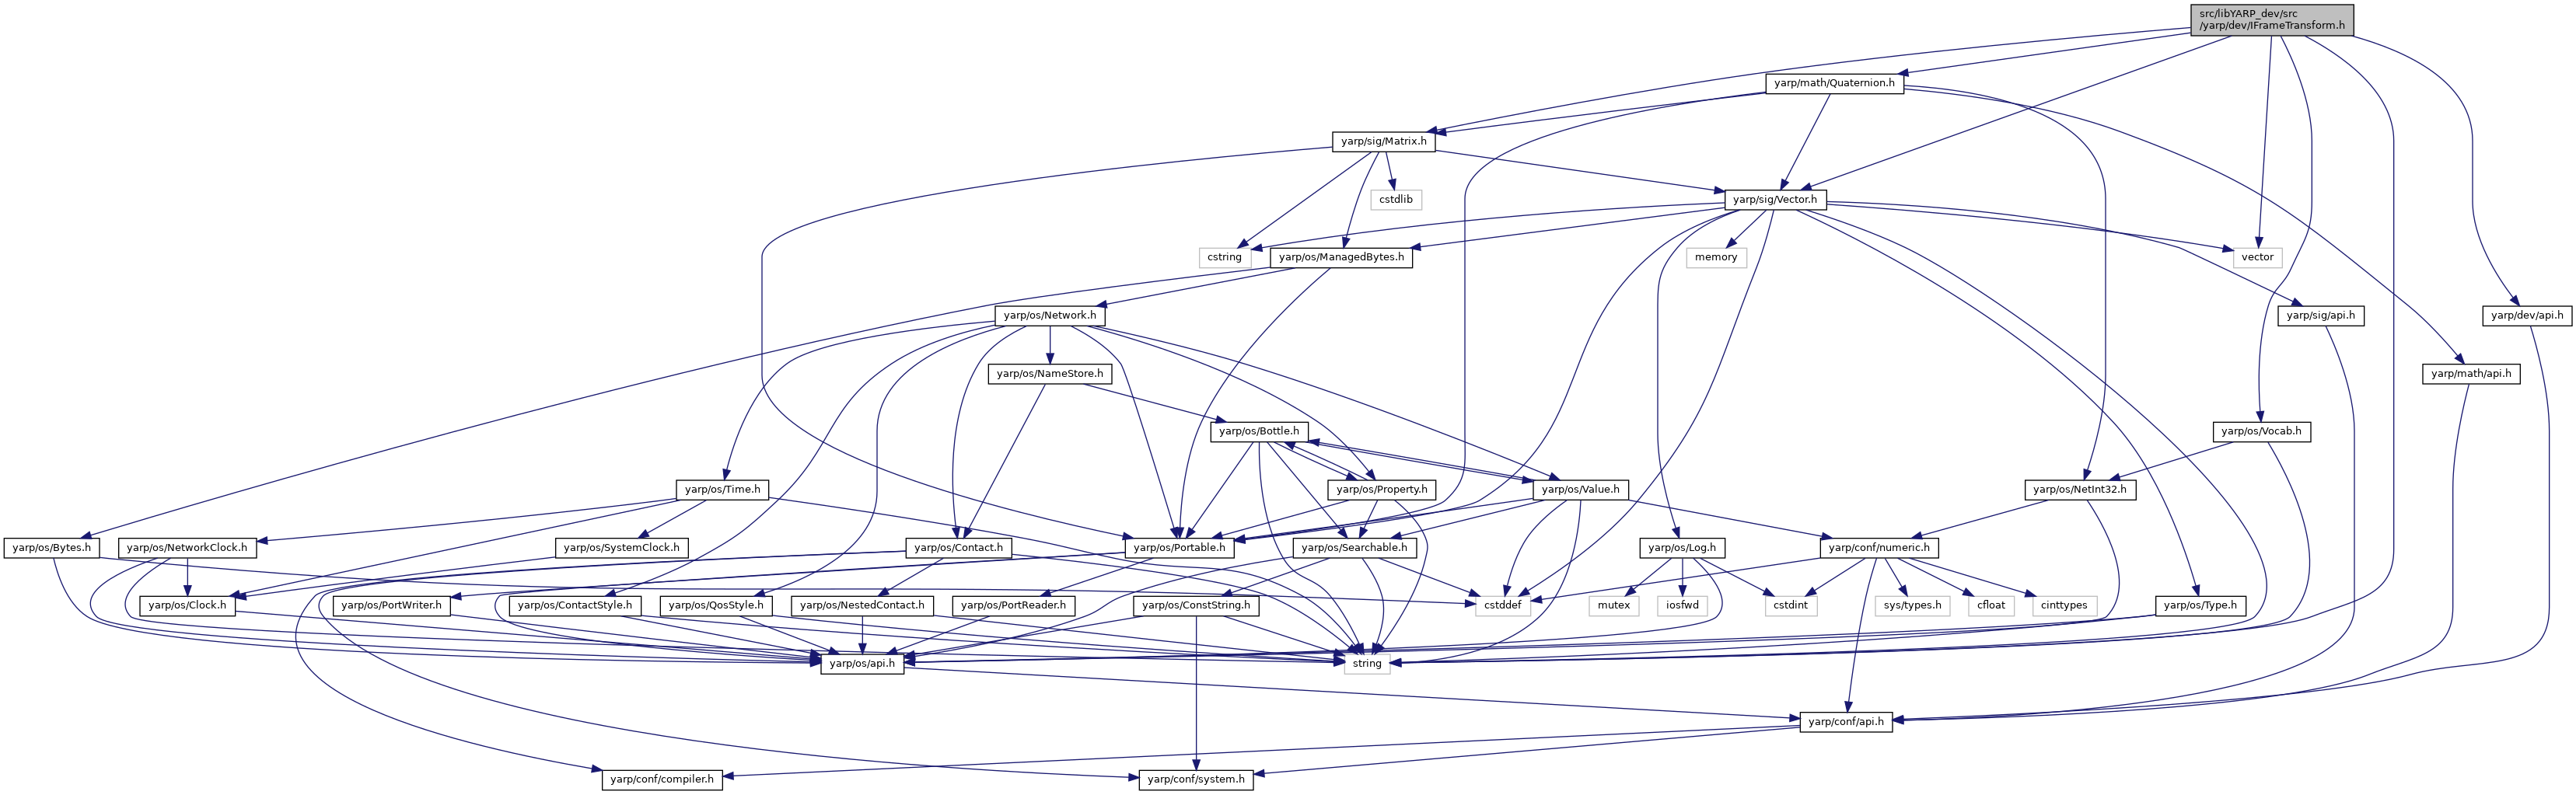 src/libYARP_dev/src
/yarp/dev/IFrameTransform.h
yarp/math/Quaternion.h
yarp/sig/Matrix.h
cstdlib
yarp/sig/Vector.h
cstring
yarp/os/ManagedBytes.h
memory
vector
yarp/os/Network.h
yarp/sig/api.h
yarp/dev/api.h
yarp/os/NameStore.h
yarp/math/api.h
yarp/os/Bottle.h
yarp/os/Vocab.h
yarp/os/Time.h
yarp/os/Property.h
yarp/os/Value.h
yarp/os/NetInt32.h
yarp/os/Bytes.h
yarp/os/NetworkClock.h
yarp/os/SystemClock.h
yarp/os/Contact.h
yarp/os/Portable.h
yarp/os/Searchable.h
yarp/os/Log.h
yarp/conf/numeric.h
yarp/os/Clock.h
yarp/os/PortWriter.h
yarp/os/ContactStyle.h
yarp/os/QosStyle.h
yarp/os/NestedContact.h
yarp/os/PortReader.h
yarp/os/ConstString.h
cstddef
mutex
iosfwd
cstdint
sys/types.h
cfloat
cinttypes
yarp/os/Type.h
yarp/os/api.h
string
yarp/conf/api.h
yarp/conf/compiler.h
yarp/conf/system.h